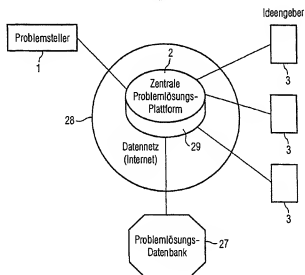 Ideengeber
Problemsteller
1
2
Zentrale
Problemlösungs-
Plattform
3
28
29
Datennetz
(Internet)
3
3
Problemlösungs-
Datenbank
27